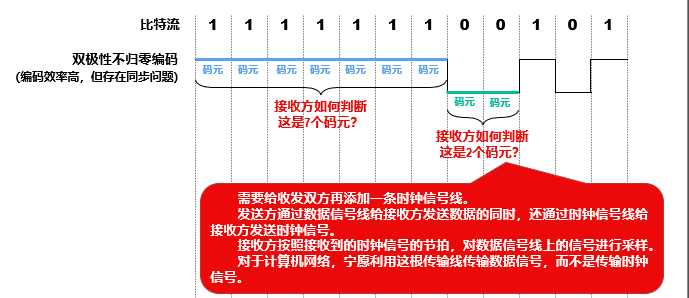 比特流 1 1 1 1 1 1 1 0 0 1 0 1
双极性不归零编码
(编码效率高，但存在同步问题)
码元 码元 码元 码元 码元 码元 码元
码元 码元
接收方如何判断
这是7个码元？
接收方如何判断
这是2个码元？
需要给收发双方再添加一条时钟信号线。
发送方通过数据信号线给接收方发送数据的同时，还通过时钟信号线给
接收方发送时钟信号。
接收方按照接收到的时钟信号的节拍，对数据信号线上的信号进行采样。
对于计算机网络，宁愿利用这根传输线传输数据信号，而不是传输时钟
信号。